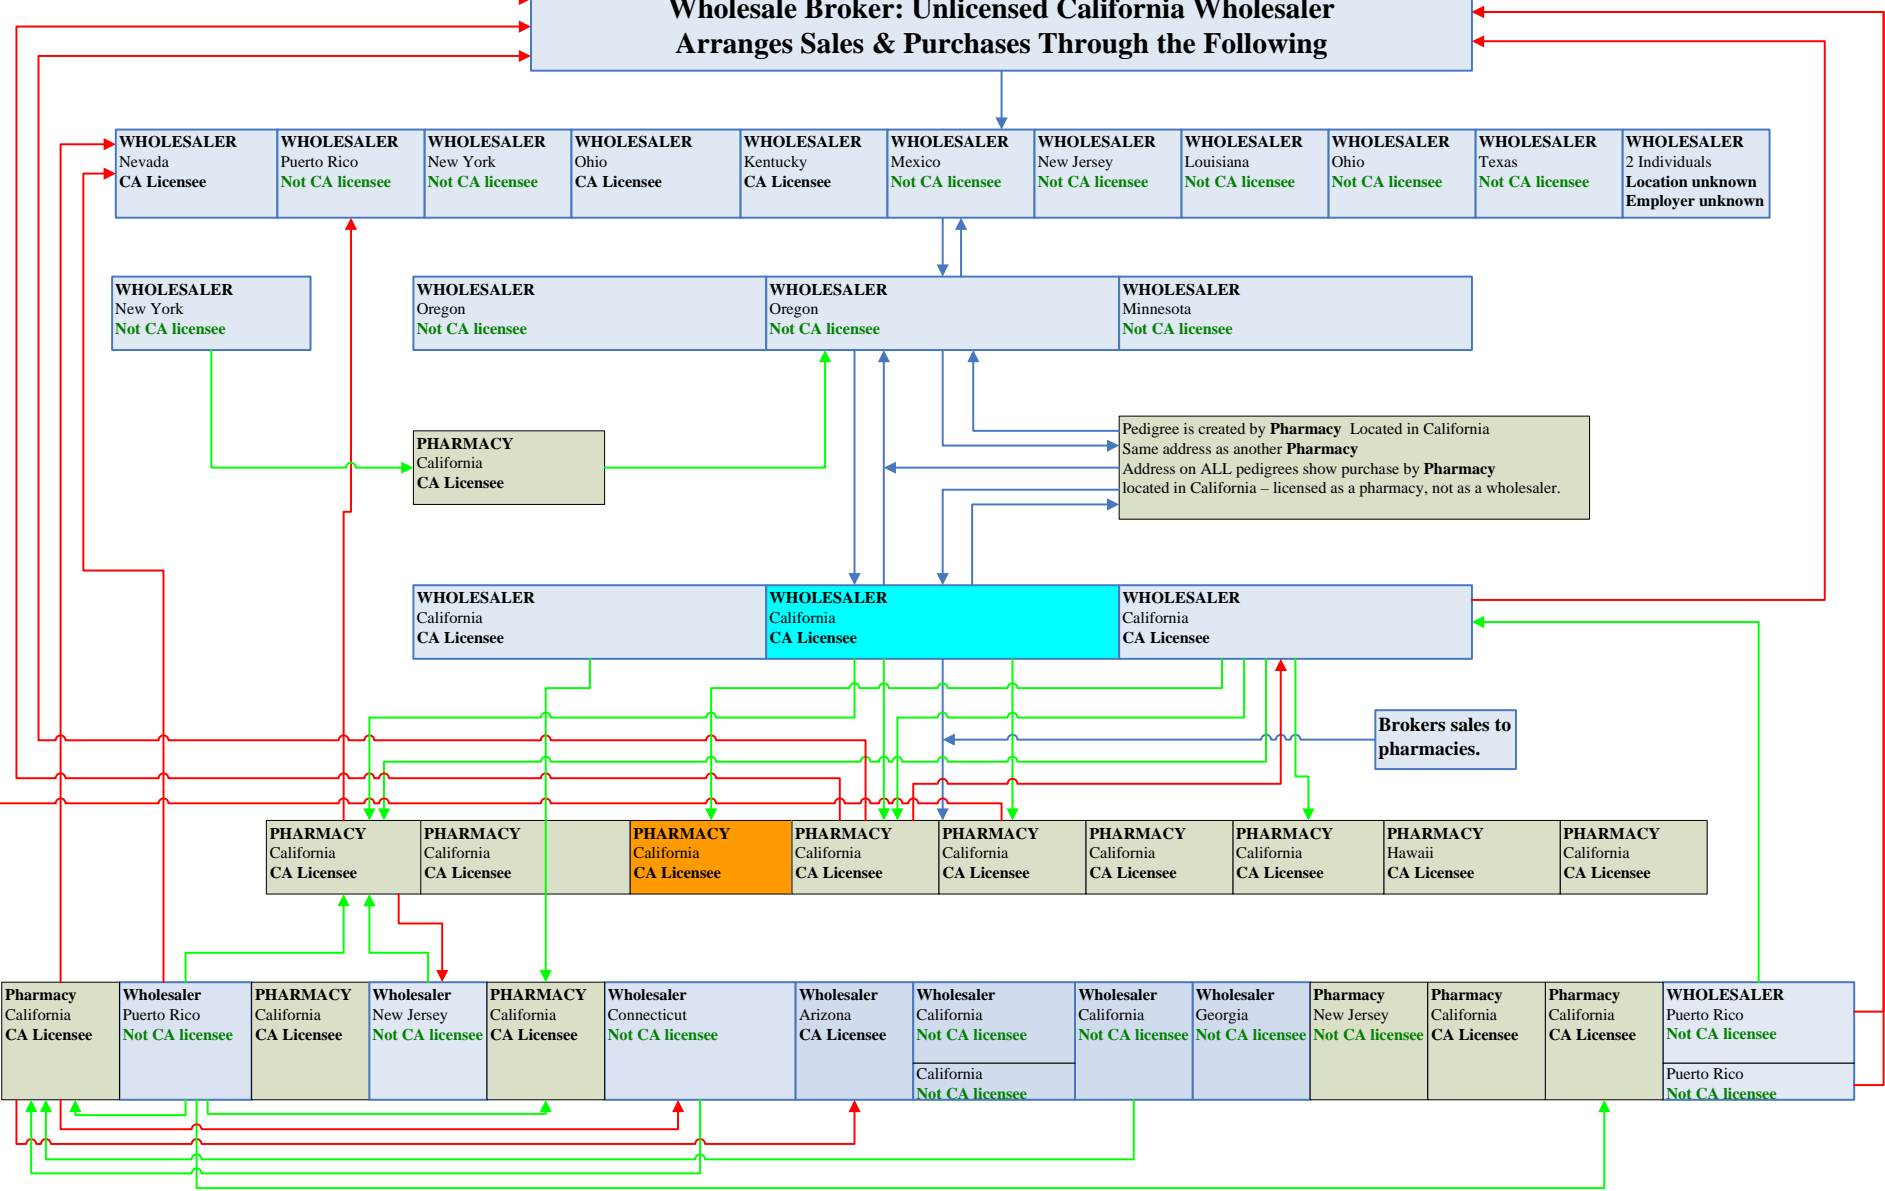 Wholesale Broker: Unlicensed California Wholesaler
Arranges Sales & Purchases Through the Following
WHOLESALER
Nevada
CA Licensee
WHOLESALER
Puerto Rico
Not CA licensee
WHOLESALER
New York
Not CA licensee
WHOLESALER
Ohio
CA Licensee
WHOLESALER
Kentucky
CA Licensee
WHOLESALER
Mexico
Not CA licensee
WHOLESALER
New Jersey
Not CA licensee
WHOLESALER
Louisiana
Not CA licensee
WHOLESALER
Ohio
Not CA licensee
WHOLESALER
Texas
Not CA licensee
WHOLESALER
2 Individuals
Location unknown
Employer unknown
WHOLESALER
New York
Not CA licensee
WHOLESALER
Oregon
Not CA licensee
WHOLESALER
Oregon
Not CA licensee
WHOLESALER
Minnesota
Not CA licensee
PHARMACY
California
CA Licensee
Pedigree is created by Pharmacy Located in California
Same address as another Pharmacy
Address on ALL pedigrees show purchase by Pharmacy
located in California – licensed as a pharmacy, not as a wholesaler.
WHOLESALER
California
CA Licensee
WHOLESALER
California
CA Licensee
WHOLESALER
California
CA Licensee
Brokers sales to
pharmacies.
PHARMACY
California
CA Licensee
PHARMACY
California
CA Licensee
PHARMACY
California
CA Licensee
PHARMACY
California
CA Licensee
PHARMACY
California
CA Licensee
PHARMACY
California
CA Licensee
PHARMACY
California
CA Licensee
PHARMACY
Hawaii
CA Licensee
PHARMACY
California
CA Licensee
Pharmacy
California
CA Licensee
Wholesaler
Puerto Rico
Not CA licensee
PHARMACY
California
CA Licensee
Wholesaler
New Jersey
Not CA licensee
PHARMACY
California
CA Licensee
Wholesaler
Connecticut
Not CA licensee
Wholesaler
Arizona
CA Licensee
Wholesaler
California
Not CA licensee
California
Not CA licensee
Wholesaler
California
Not CA licensee
Wholesaler
Georgia
Not CA licensee
Pharmacy
New Jersey
Not CA licensee
Pharmacy
California
CA Licensee
Pharmacy
California
CA Licensee
WHOLESALER
Puerto Rico
Not CA licensee
Puerto Rico
Not CA licensee